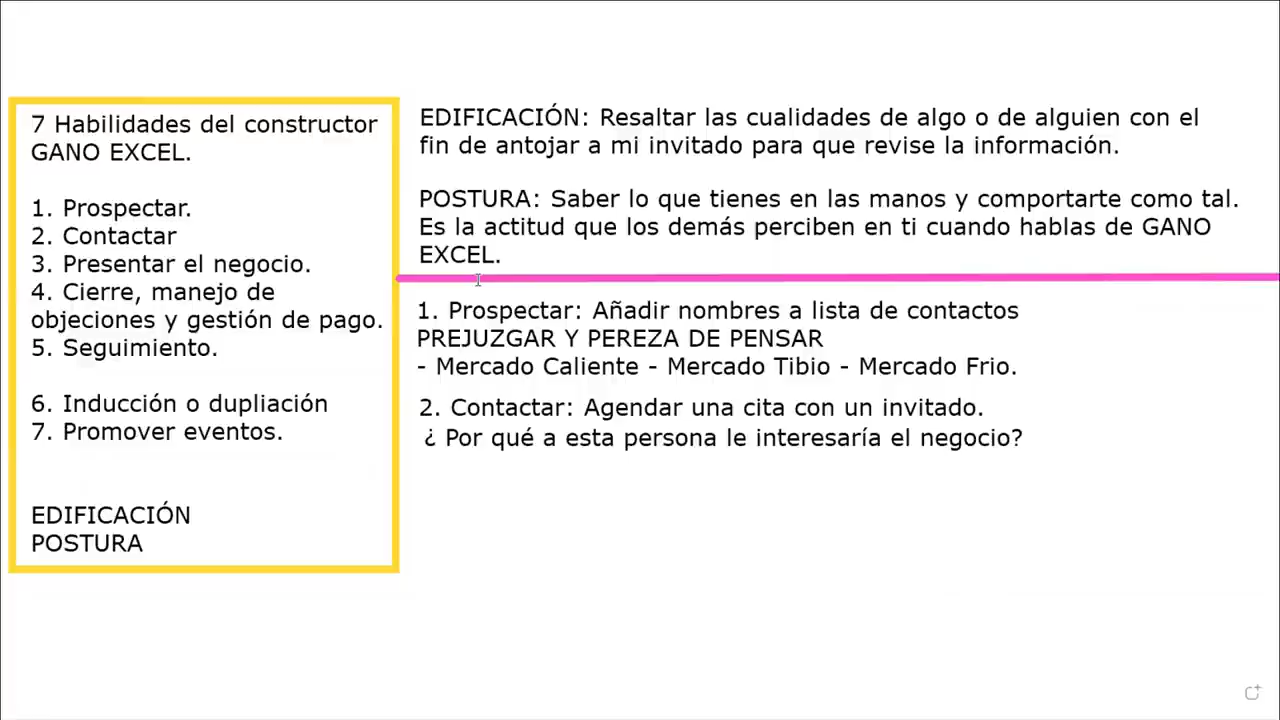 7 Habilidades del constructor
GANO EXCEL.
1. Prospectar.
2. Contactar
3. Presentar el negocio.
4. Cierre, manejo de
objeciones y gestión de pago.
5. Seguimiento.
6. Inducción o dupliación
7. Promover eventos.
EDIFICACIÓN
POSTURA
EDIFICACIÓN: Resaltar las cualidades de algo o de alguien con el
fin de antojar a mi invitado para que revise la información.
POSTURA: Saber lo que tienes en las manos y comportarte como tal.
Es la actitud que los demás perciben en ti cuando hablas de GANO
EXCEL.
1. Prospectar: Añadir nombres a lista de contactos
PREJUZGAR Y PEREZA DE PENSAR
- Mercado Caliente - Mercado Tibio - Mercado Frio.
2. Contactar: Agendar una cita con un invitado.
¿ Por qué a esta persona le interesaría el negocio?